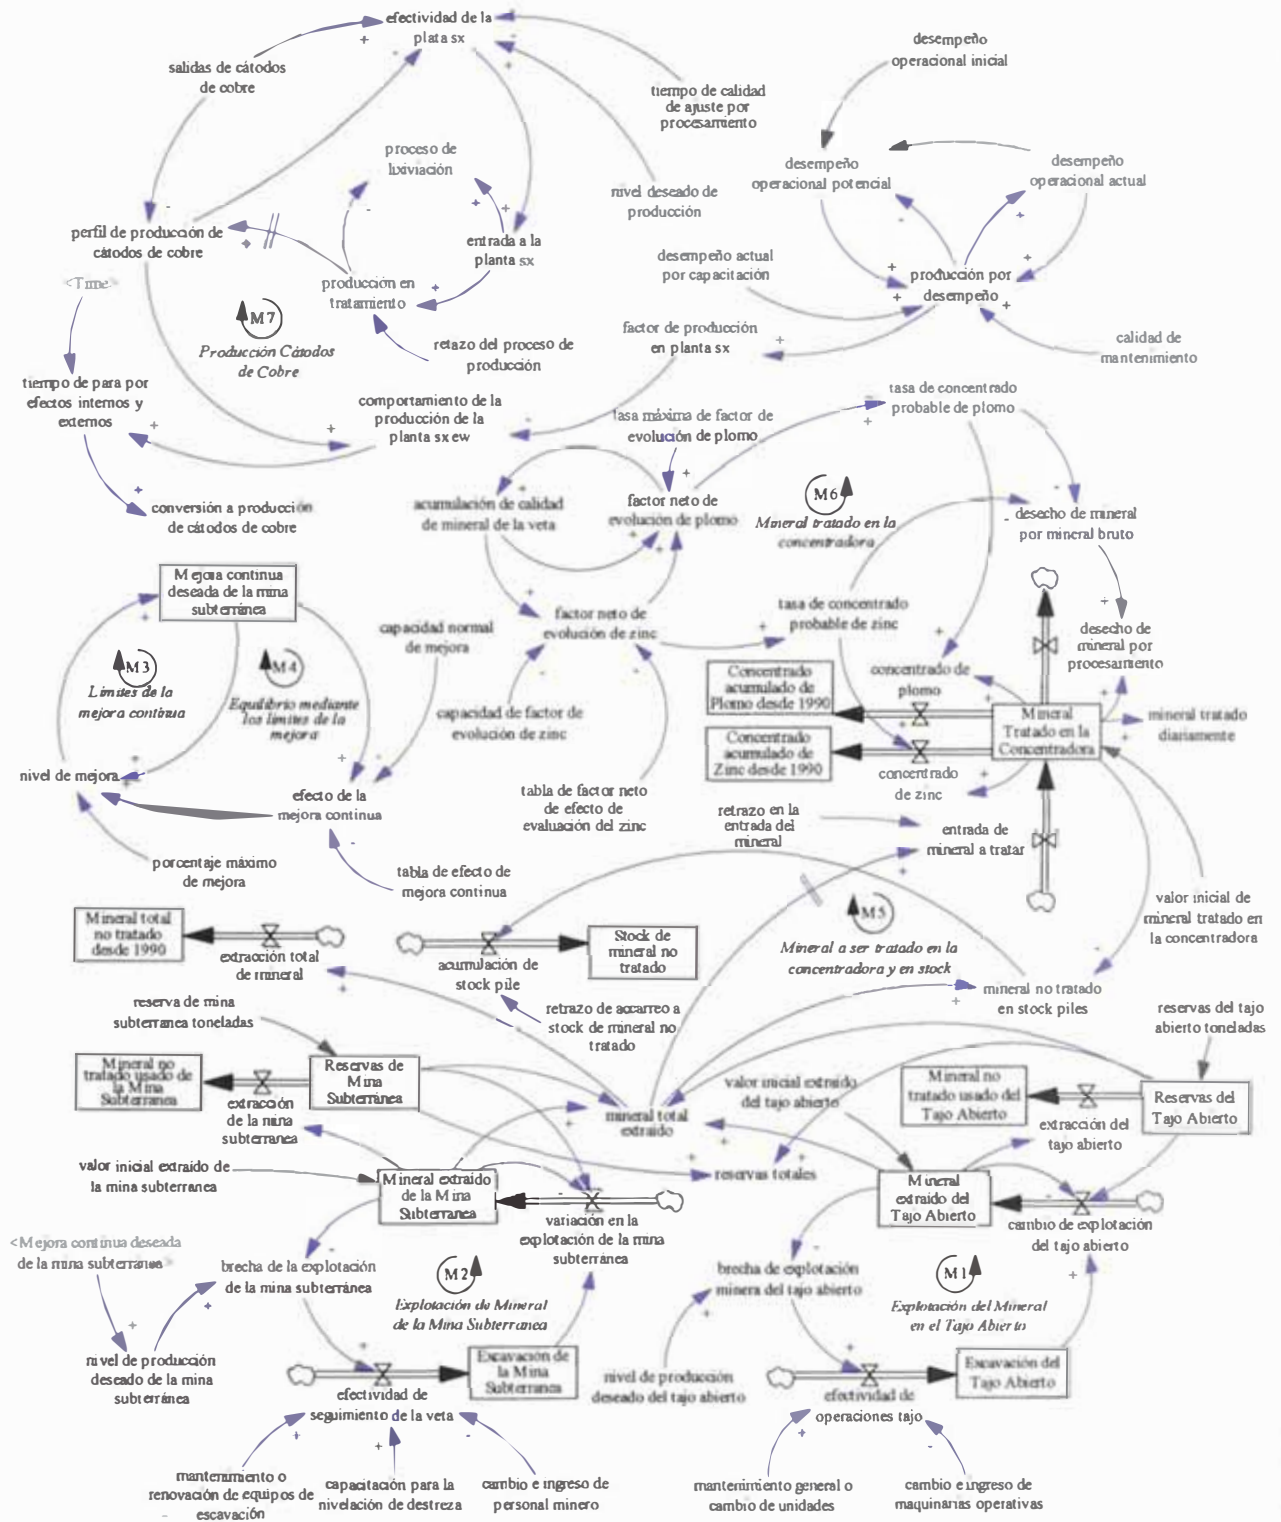 efectividad de la
plata sx
salidas de cátodos
de cobre
desempeño
operacional inicial
tiempo de calidad
de ajuste por
procesamiento
proceso de
lixiviación
desempeño
operacional potencial
desempeño
operacional actual
nivel deseado de
producción
perfil de producción de
cátodos de cobre
entrada a la
planta sx
desempeño actual
por capacitación
producción por
desempeño
<Time>
producción en
tratamiento
M7
Producción Cátodos
de Cobre
factor de producción
en planta sx
calidad de
mantenimiento
retazo del proceso de
producción
tiempo de para por
efectos internos y
externos
comportamiento de la
producción de la
planta sx ew
tasa máxima de factor de
evolución de plomo
tasa de concentrado
probable de plomo
conversión a producción
de cátodos de cobre
acumulación de calidad
de mineral de la veta
factor neto de
evolución de plomo
M6
Mineral tratado en la
concentradora
desecho de mineral
por mineral bruto
Mejora continua
deseada de la mina
subterránea
capacidad normal
de mejora
factor neto de
evolución de zinc
tasa de concentrado
probable de zinc
desecho de
mineral por
procesamiento
M3
Límites de la
mejora continua
M4
Equilibrio mediante
los límites de la
mejora
Concentrado
acumulado de
Plomo desde 1990
concentrado de
plomo
Mineral
Tratado en la
Concentradora
mineral tratado
diariamente
capacidad de factor de
evolución de zinc
Concentrado
acumulado de
Zinc desde 1990
concentrado
de zinc
nivel de mejora
efecto de la
mejora continua
tabla de factor neto
de efecto de
evaluación del zinc
retrazo en la
entrada del
mineral
entrada de
mineral a tratar
porcentaje máximo
de mejora
tabla de efecto de
mejora continua
valor inicial de
mineral tratado en
la concentradora
Mineral total
no tratado
desde 1990
extracción total
de mineral
acumulación de
stock pile
Stock de
mineral no
tratado
M5
Mineral a ser tratado en la
concentradora y en stock
mineral no tratado
en stock piles
reserva de mina
subterranea toneladas
retrazo de accarreo a
stock de mineral no
tratado
reservas del tajo
abierto toneladas
Mineral no
tratado usado de
la Mina
Subterranea
extracción
de la mina
subterranea
Reservas de
Mina
Subterránea
mineral total
extraido
valor inicial extraido
del tajo abierto
Mineral no
tratado usado del
Tajo Abierto
extracción del
tajo abierto
Reservas del
Tajo Abierto
valor inicial extraido de
la mina subterranea
Mineral extraído
de la Mina
Subterranea
variación en la
explotación de la mina
subterránea
reservas totales
Mineral
extraido del
Tajo Abierto
cambio de explotación
del tajo abierto
<Mejora continua deseada
de la mina subterránea>
brecha de la explotación
de la mina subterránea
M2
Explotación de Mineral
de la Mina Subterranea
brecha de explotación
minera del tajo abierto
M1
Explotación del Mineral
en el Tajo Abierto
nivel de producción
deseado de la mina
subterránea
efectividad de
seguimiento de la veta
Excavación de
la Mina
Subterranea
nivel de producción
deseado del tajo abierto
efectividad de
operaciones tajo
Excavación del
Tajo Abierto
mantenimiento o
renovación de equipos de
escavación
capacitación para la
nivelación de destreza
cambio e ingreso de
personal minero
mantenimiento general o
cambio de unidades
cambio e ingreso de
maquinarias operativas